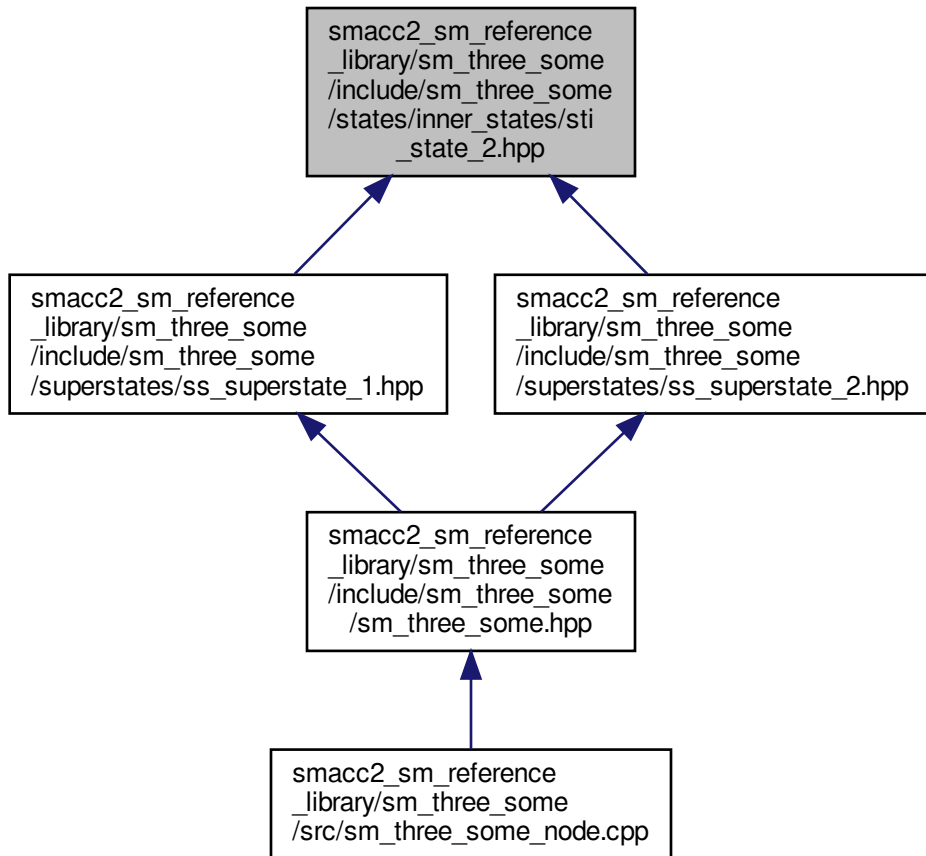 smacc2_sm_reference
_library/sm_three_some
/include/sm_three_some
/states/inner_states/sti
_state_2.hpp
smacc2_sm_reference
_library/sm_three_some
/include/sm_three_some
/superstates/ss_superstate_1.hpp
smacc2_sm_reference
_library/sm_three_some
/include/sm_three_some
/superstates/ss_superstate_2.hpp
smacc2_sm_reference
_library/sm_three_some
/include/sm_three_some
/sm_three_some.hpp
smacc2_sm_reference
_library/sm_three_some
/src/sm_three_some_node.cpp